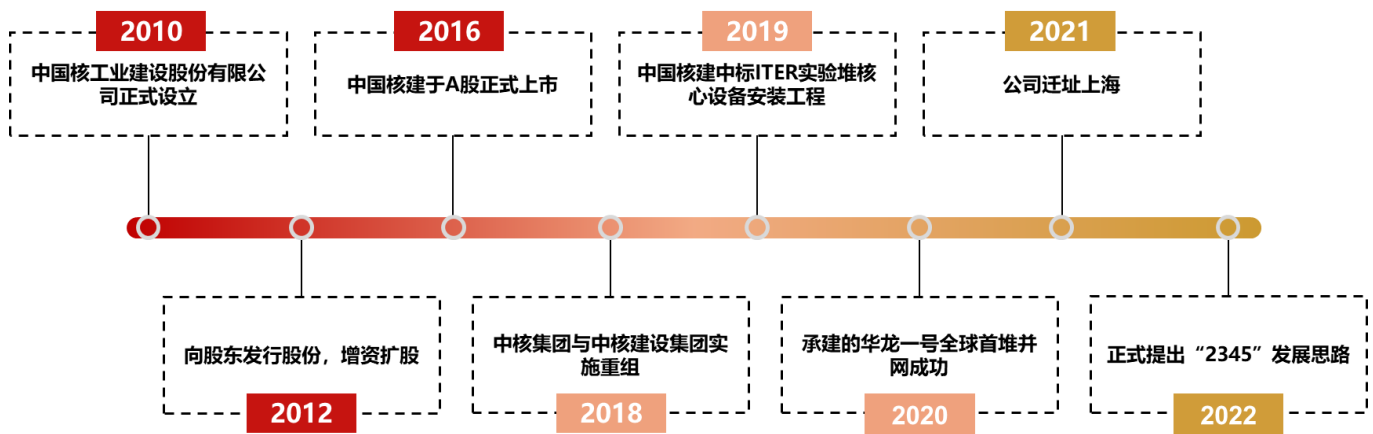 2010
中国核工业建设股份有限公
司正式设立
2016
中国核建于A股正式上市
2019
中国核建中标ITER实验堆核
心设备安装工程
2021
公司迁址上海
向股东发行股份，增资扩股
2012
中核集团与中核建设集团实
施重组
2018
承建的华龙一号全球首堆并
网成功
2020
正式提出“2345”发展思路
2022